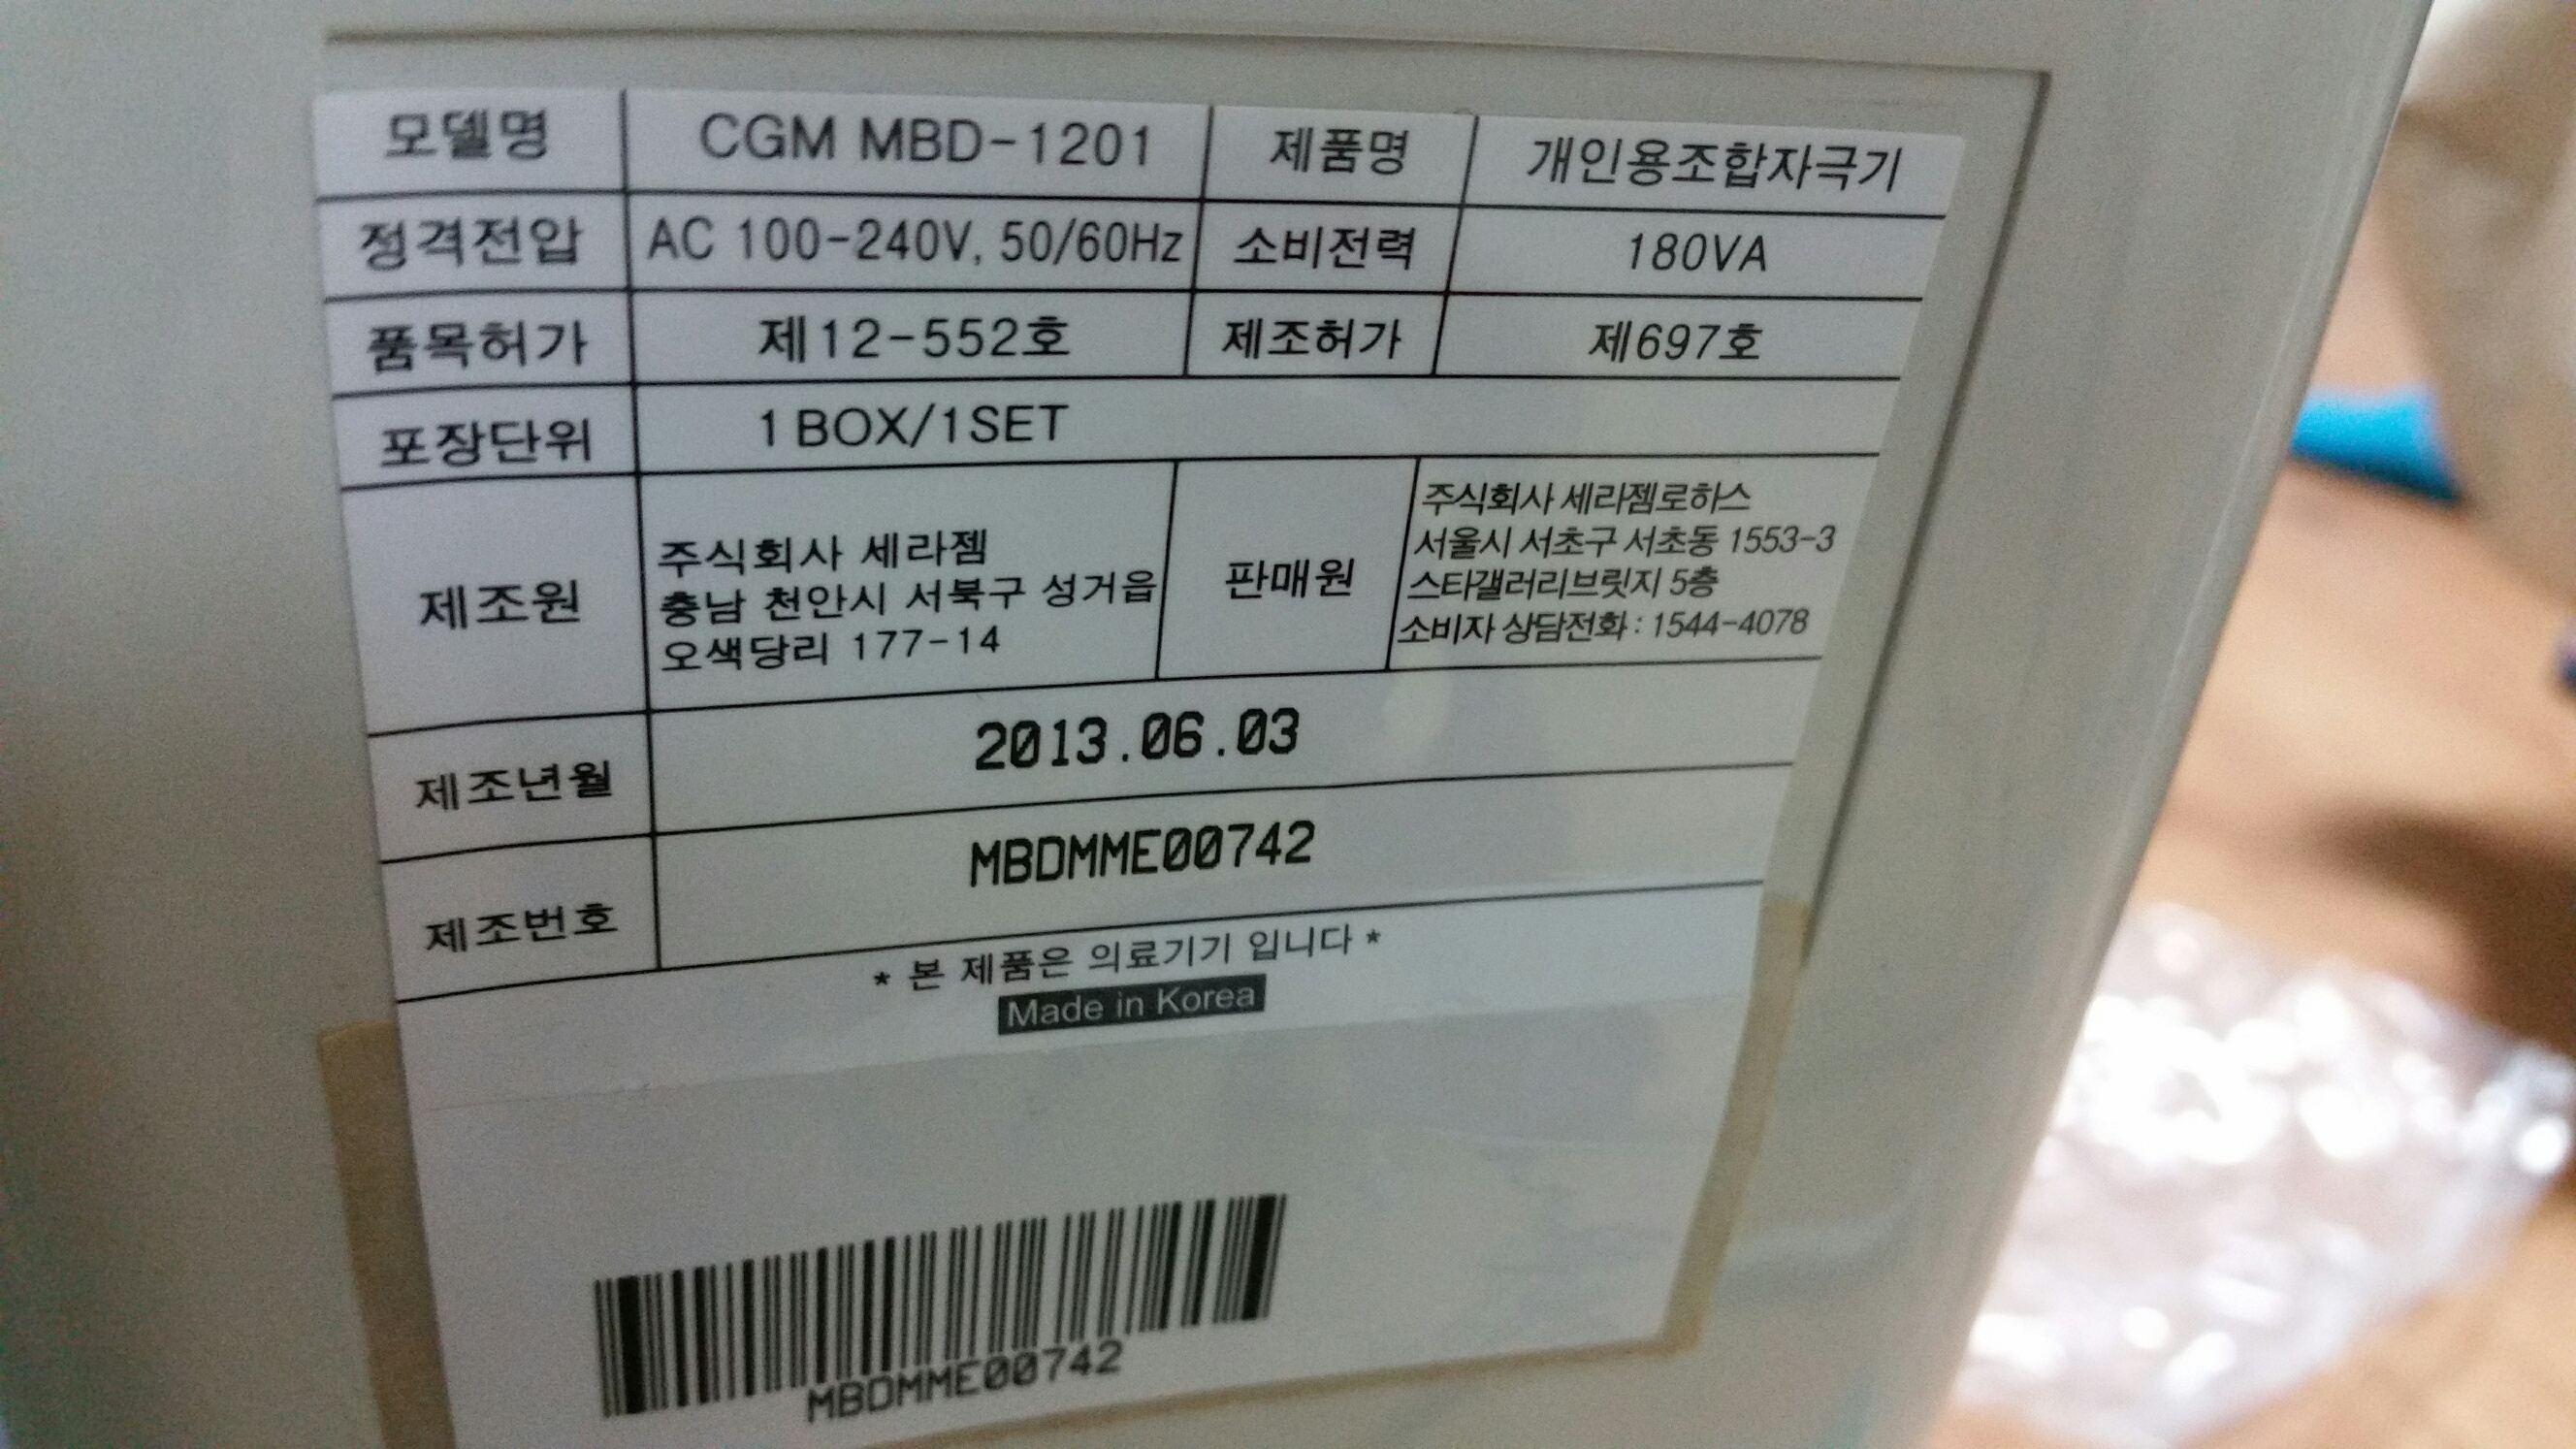 모델명 CGM MBD-1201 제품명 개인용조합자극기
정격전압 AC 100-240V, 50/60Hz 소비전력 180VA
품목허가 제12-552호 제조허가 제697호
포장단위 1 BOX/1SET
제조원
주식회사 세라젬
충남 천안시 서북구 성거읍
오색당리 177-14
판매원
주식회사 세라젬로하스
서울시 서초구 서초동 1553-3
스타갤러리브릿지 5층
소비자 상담전화 : 1544-4078
제조년월 2013.06.03
제조번호 MBDMME00742
* 본 제품은 의료기기 입니다 *
Made in Korea
MBDMME00742